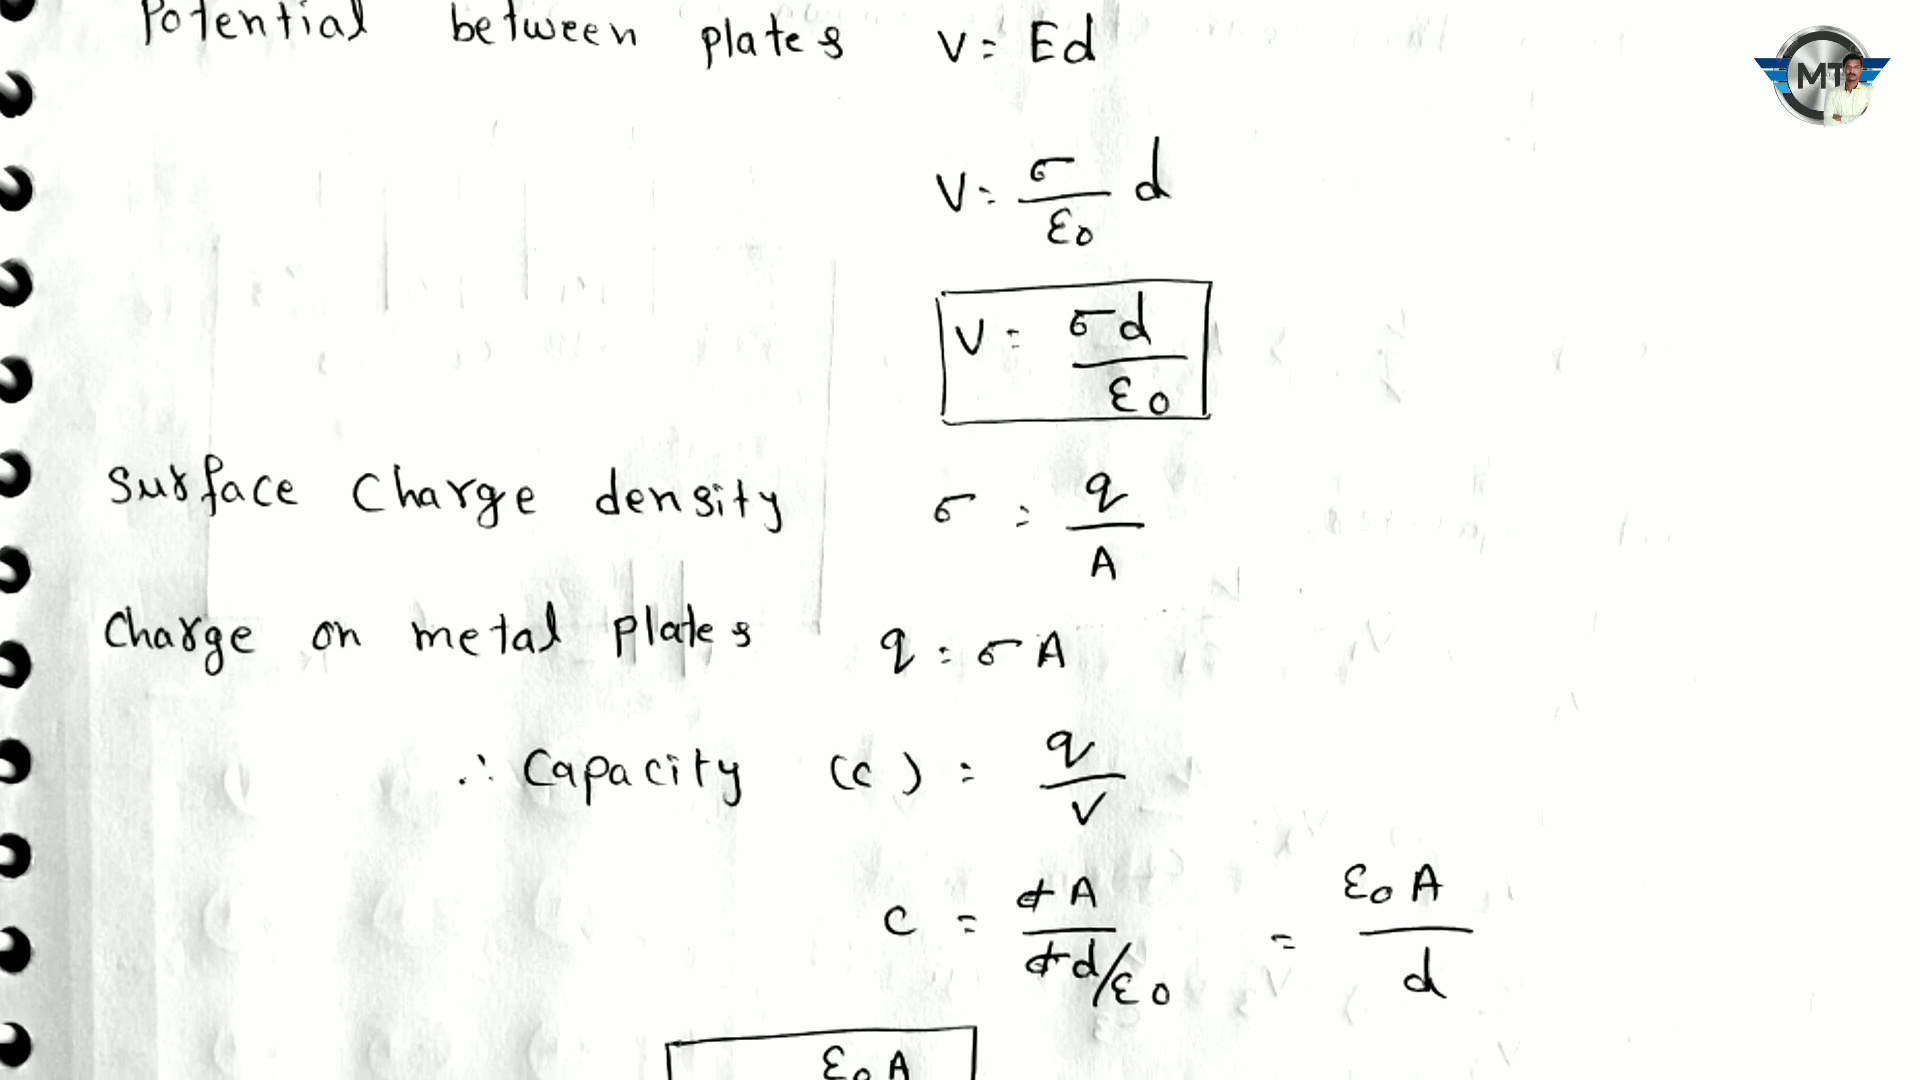 Potential between plates V = Ed
V = σ/ε₀ d
V = σd/ε₀
Surface Charge density σ = q/A
Charge on metal plates q = σA
∴ Capacity (c) = q/V
C = σA/σd/ε₀ = ε₀A/d
ε₀A
MT